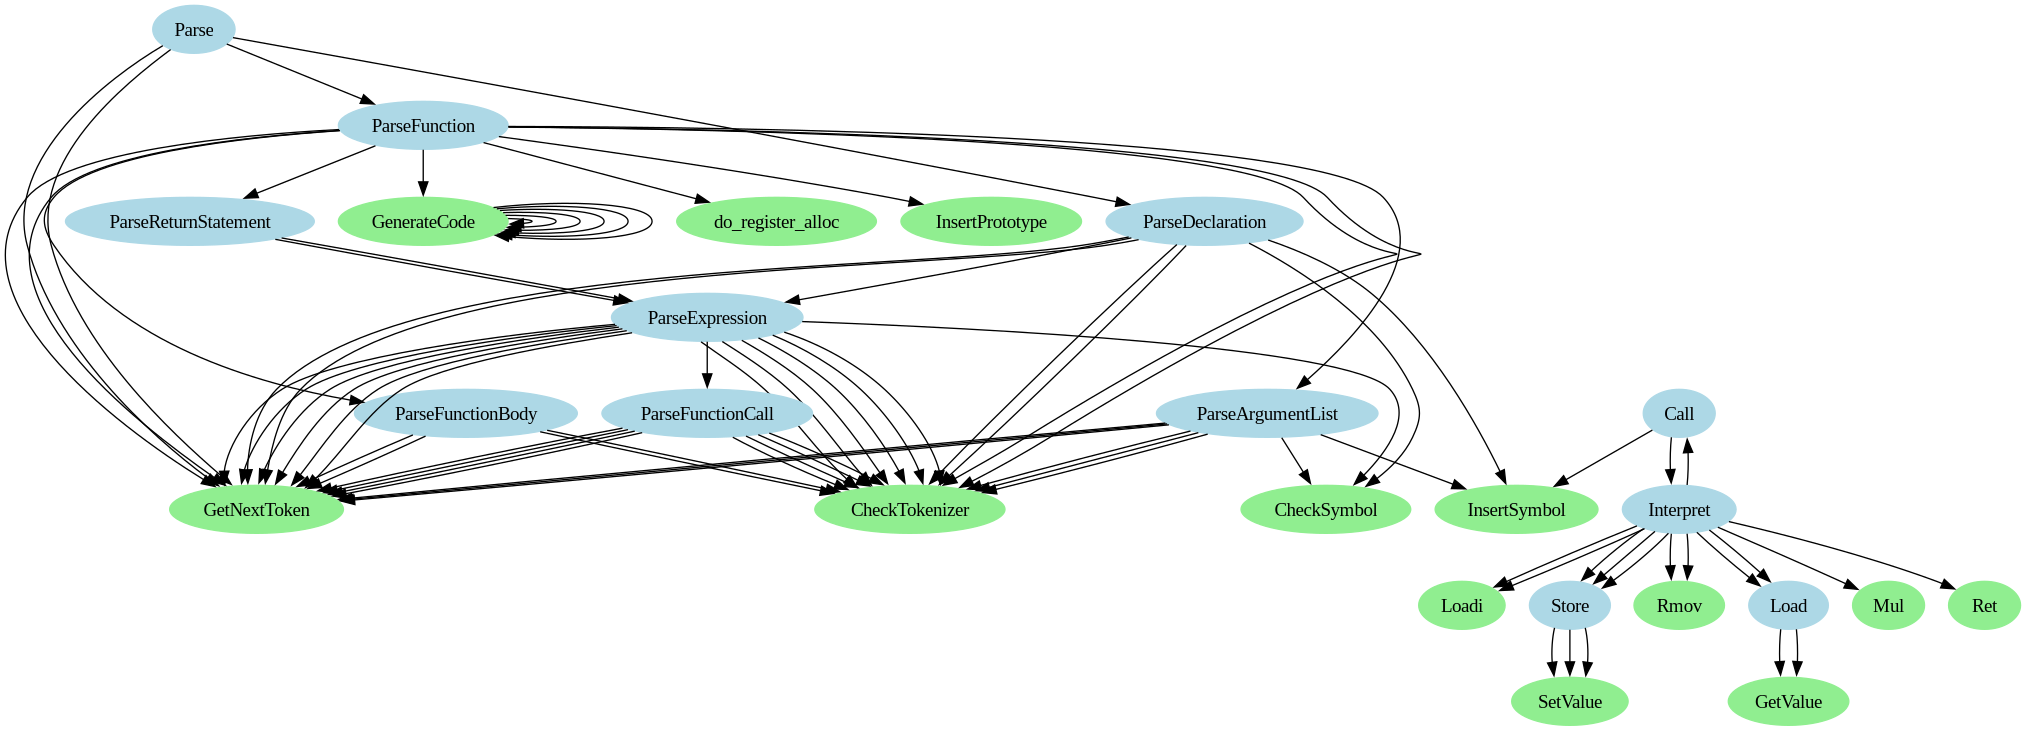 Parse
ParseFunction
ParseReturnStatement
GenerateCode
do_register_alloc
InsertPrototype
ParseDeclaration
ParseExpression
ParseFunctionBody
ParseFunctionCall
ParseArgumentList
Call
GetNextToken
CheckTokenizer
CheckSymbol
InsertSymbol
Interpret
Loadi
Store
Rmov
Load
Mul
Ret
SetValue
GetValue